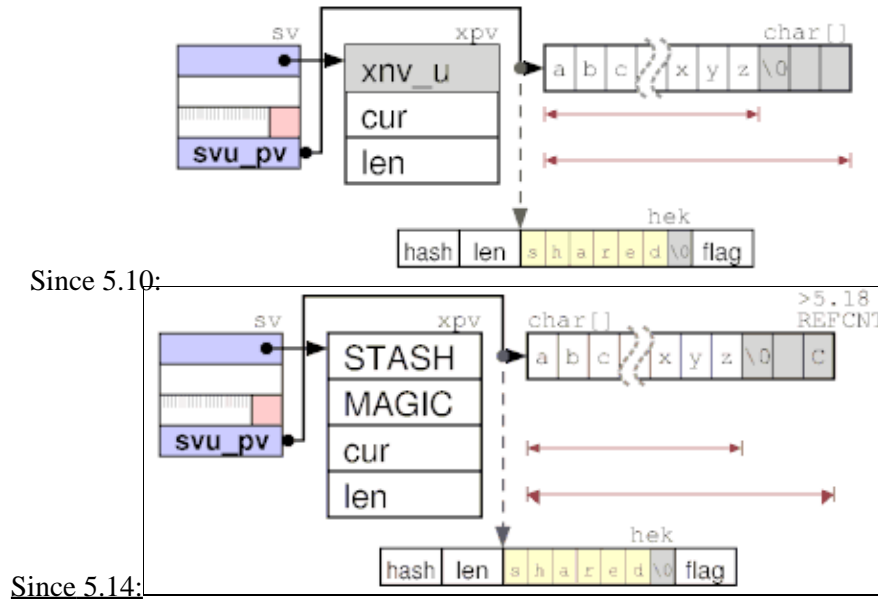 sv xpv char[]
xnv_u a b c x y z \0
cur
svu_pv len
hek
hash len s h a r e d \0 flag
Since 5.10:
>5.18
sv xpv char[] REFCNT
STASH a b c x y z \0 C
MAGIC
svu_pv cur
len
hek
hash len s h a r e d \0 flag
Since 5.14: